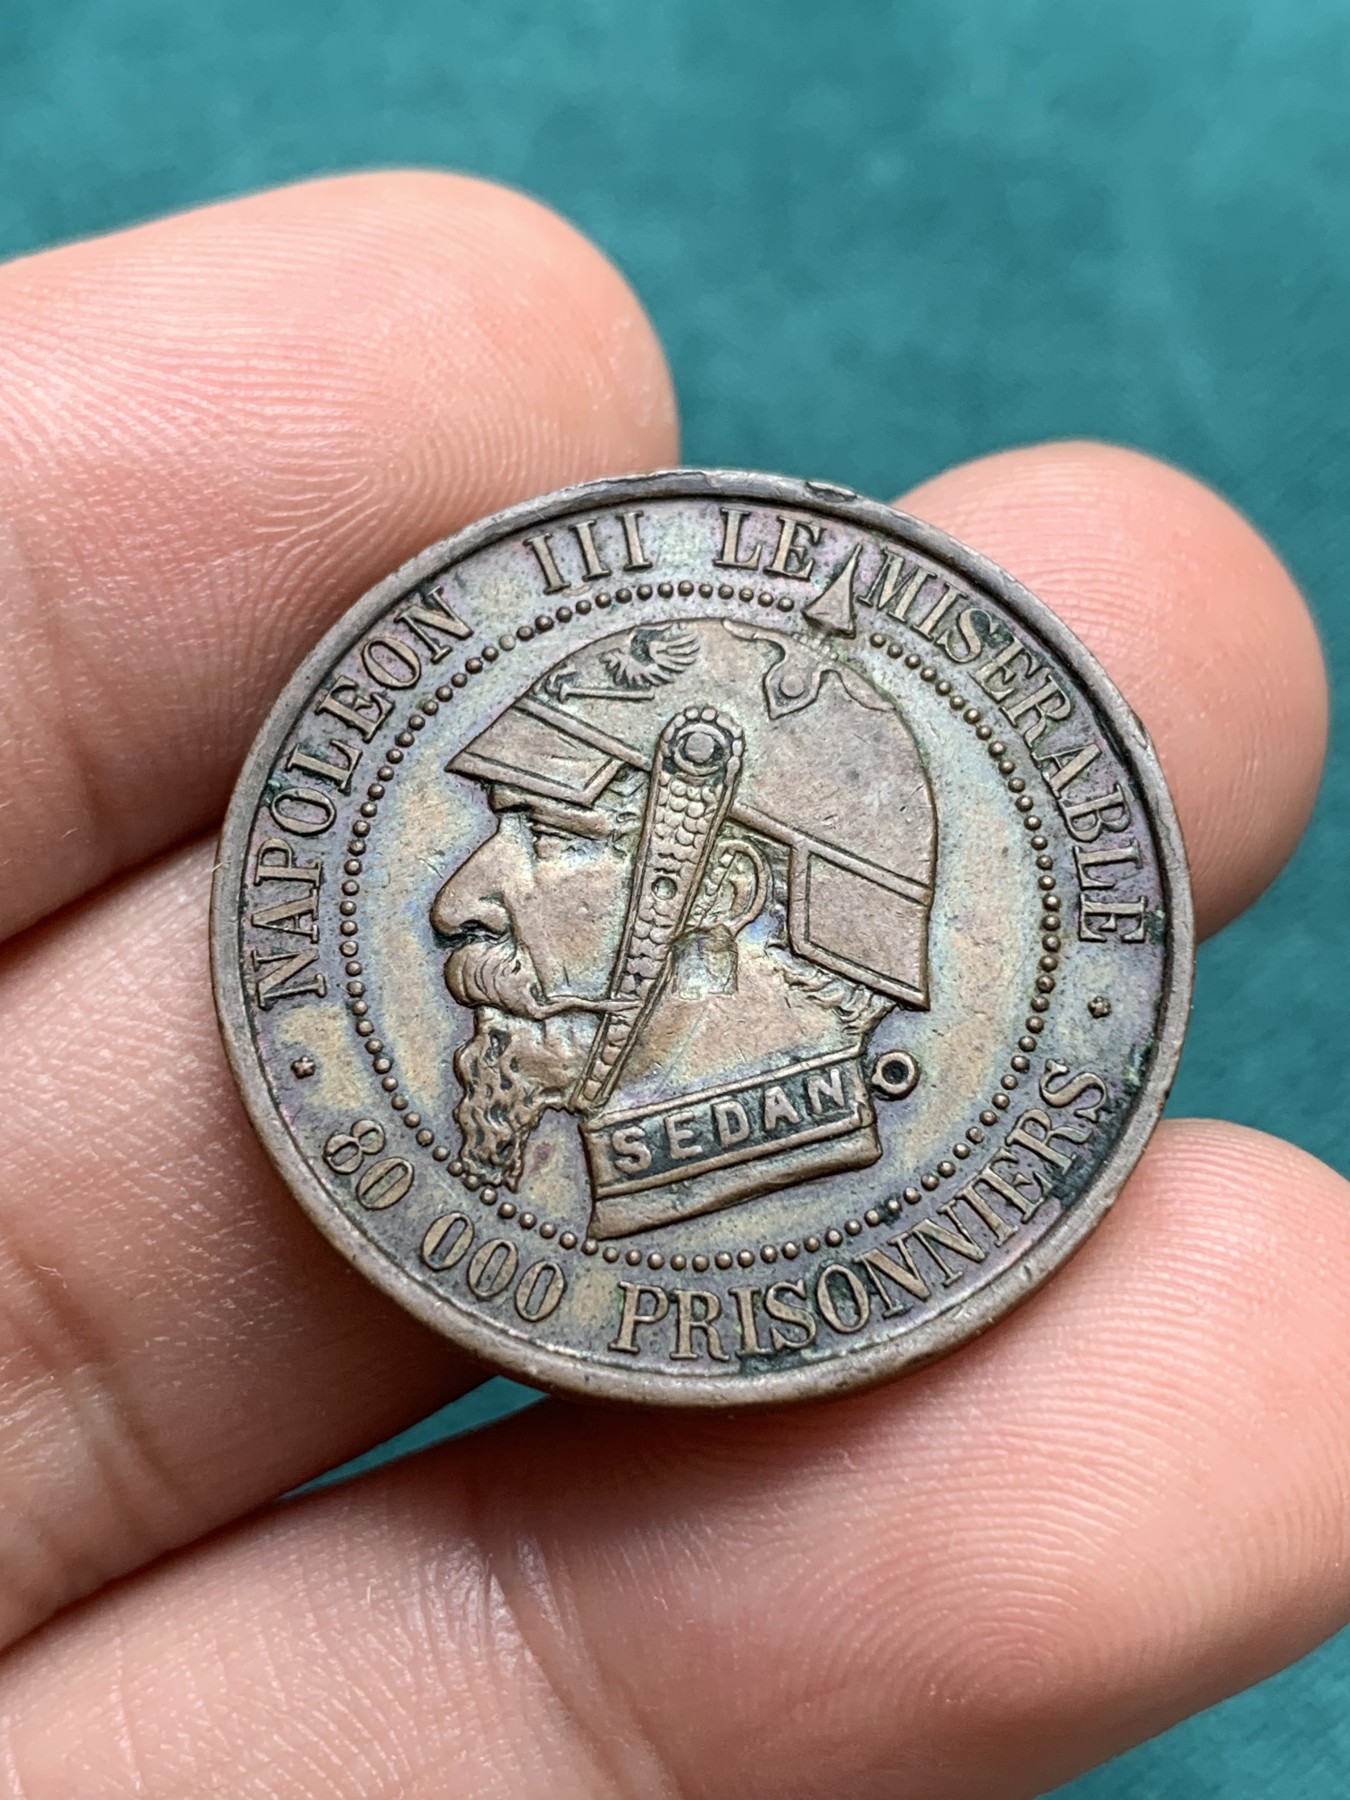 NAPOLEON III LE MISERABLE
SEDAN
80 000 PRISONNIERS